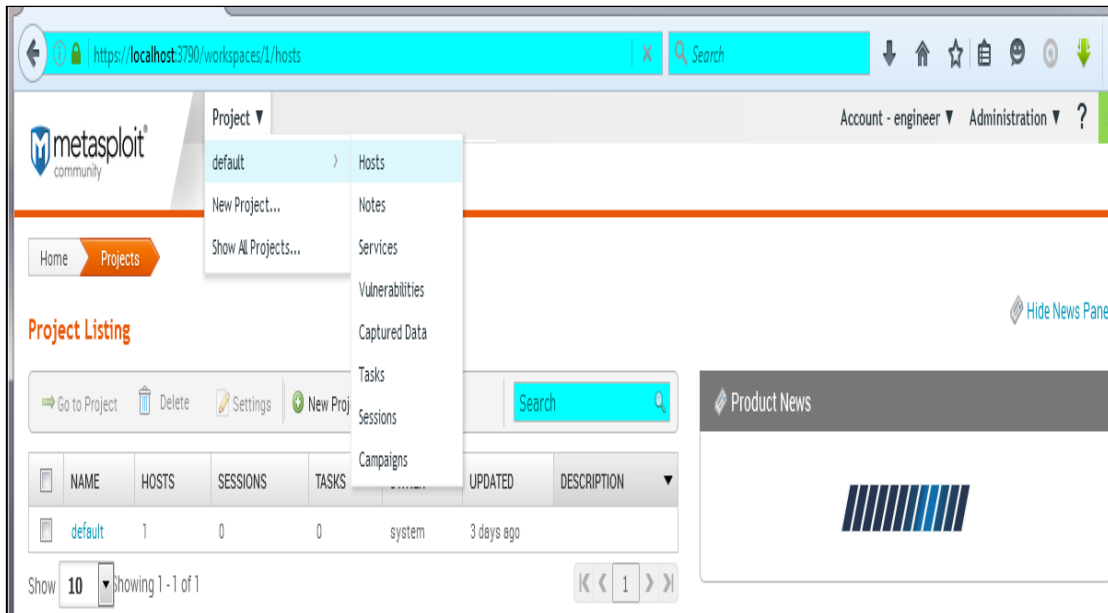 https://localhost:3790/workspaces/1/hosts
Search
metasploit®
community
Project ▼
Account - engineer ▼ Administration ▼ ?
default
Hosts
New Project...
Notes
Show All Projects...
Services
Vulnerabilities
Captured Data
Tasks
Sessions
Campaigns
Home Projects
Hide News Pane
Project Listing
Go to Project Delete Settings New Proj
Search
Product News
NAME HOSTS SESSIONS TASKS UPDATED DESCRIPTION
default 1 0 0 system 3 days ago
Show 10 Showing 1 - 1 of 1
1